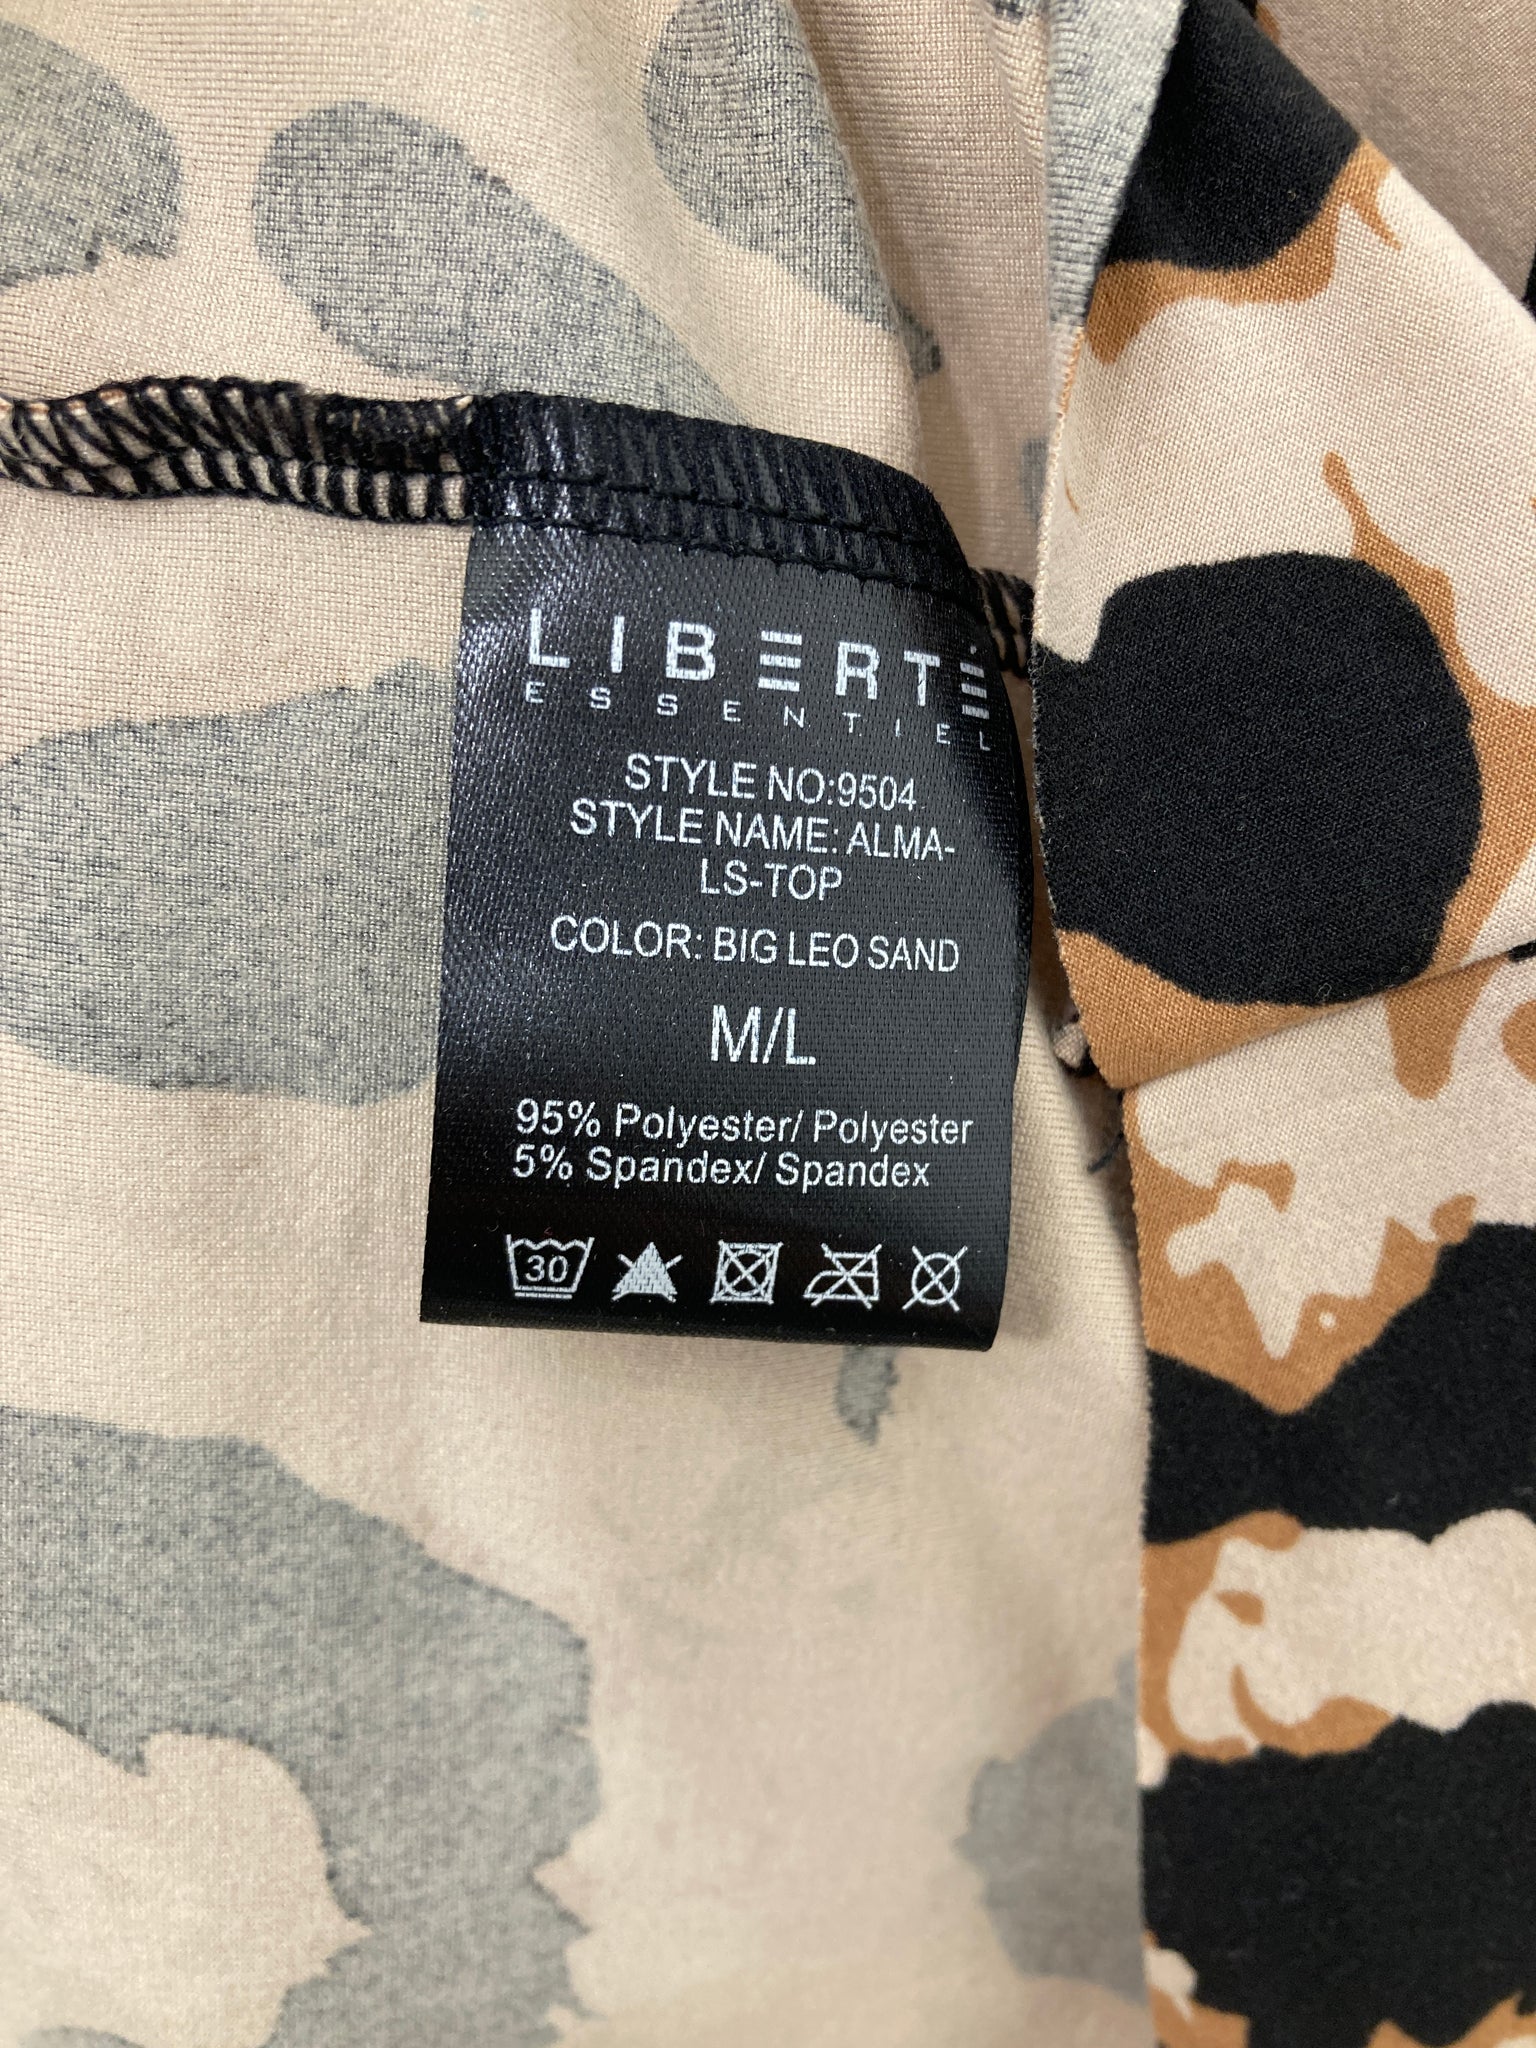 LIBERTÉ
ESSENTIEL
STYLE NO:9504
STYLE NAME: ALMA-
LS-TOP
COLOR: BIG LEO SAND
M/L
95% Polyester/ Polyester
5% Spandex/ Spandex
30